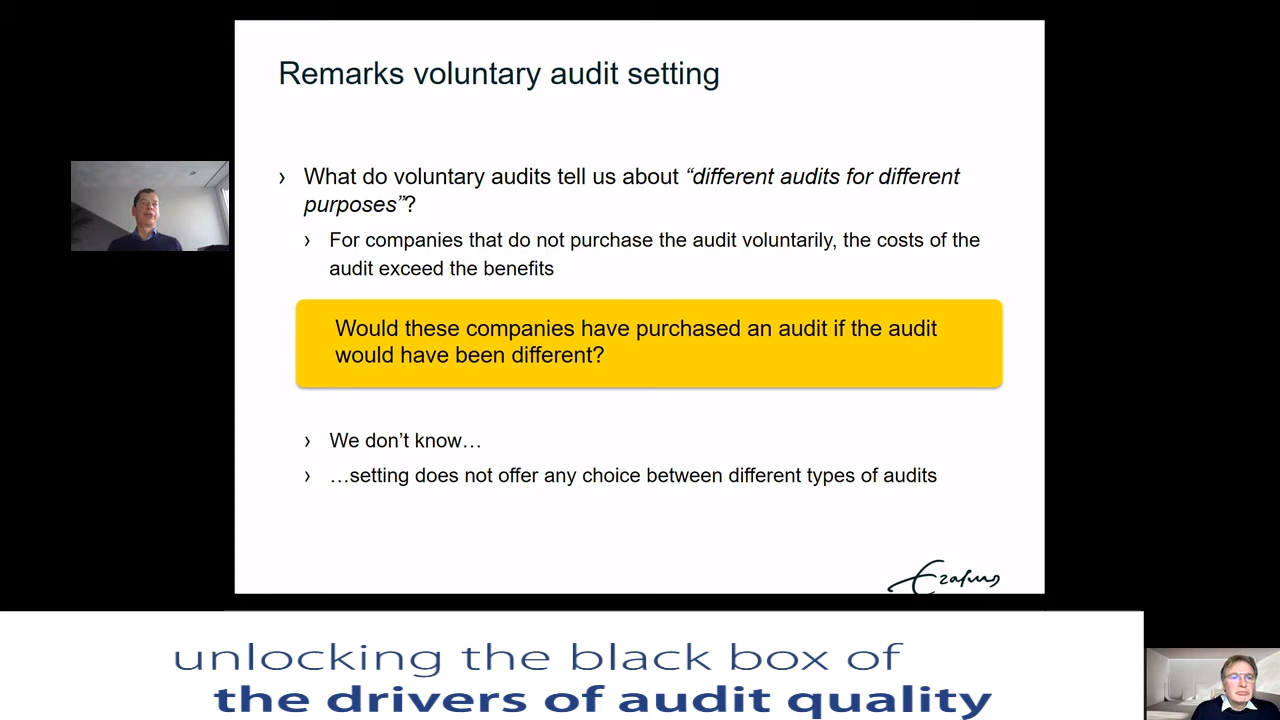 Remarks voluntary audit setting
› What do voluntary audits tell us about “different audits for different
purposes”?
› For companies that do not purchase the audit voluntarily, the costs of the
audit exceed the benefits
Would these companies have purchased an audit if the audit
would have been different?
› We don’t know…
› …setting does not offer any choice between different types of audits
Erasmus
unlocking the black box of
the drivers of audit quality